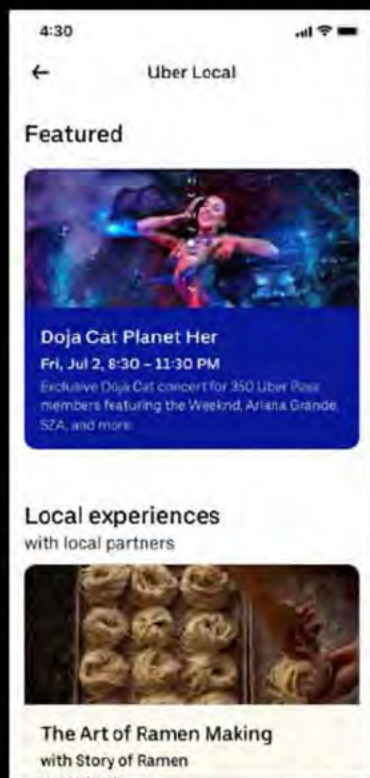 4:30
Uber Local
Featured
Doja Cat Planet Her
Fri, Jul 2, 8:30 – 11:30 PM
Exclusive Doja Cat concert for 350 Uber Pass
members featuring the Weeknd, Ariana Grande,
SZA, and more.
Local experiences
with local partners
The Art of Ramen Making
with Story of Ramen